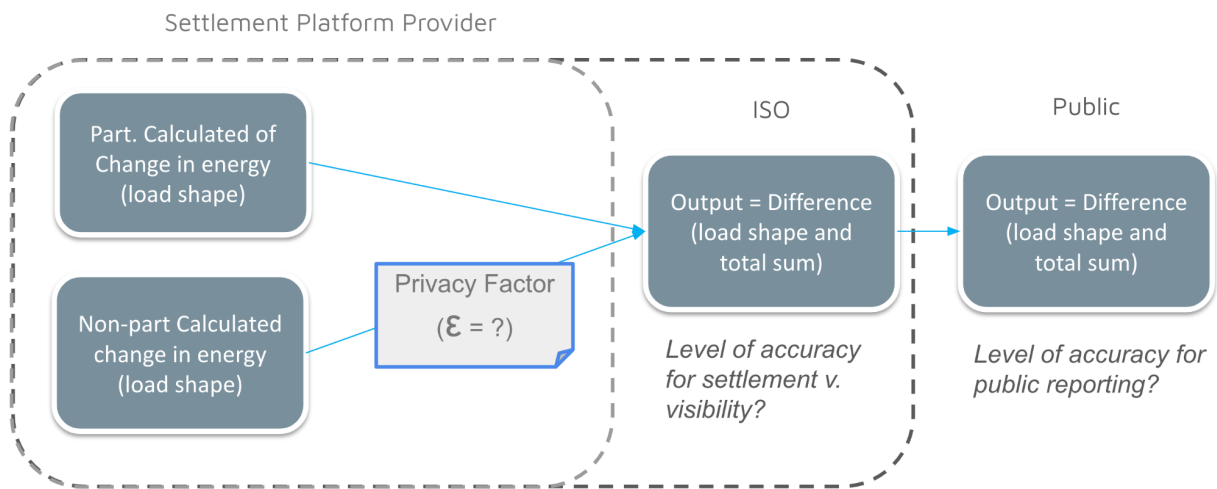 Settlement Platform Provider
Part. Calculated of
Change in energy
(load shape)
Non-part Calculated
change in energy
(load shape)
Privacy Factor
(ε = ?)
ISO
Output = Difference
(load shape and
total sum)
Level of accuracy
for settlement v.
visibility?
Public
Output = Difference
(load shape and
total sum)
Level of accuracy for
public reporting?